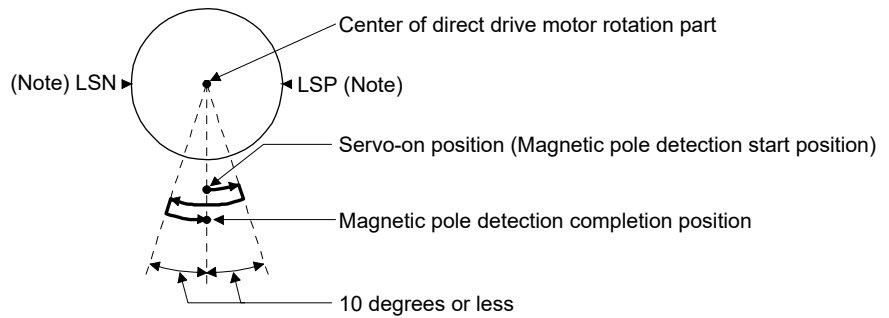 Center of direct drive motor rotation part
(Note) LSN
LSP (Note)
Servo-on position (Magnetic pole detection start position)
Magnetic pole detection completion position
10 degrees or less